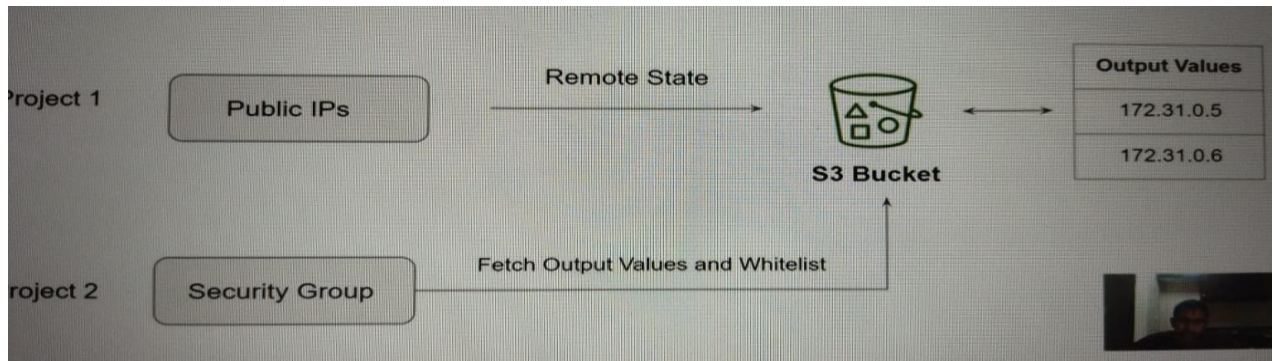 Project 1
Public IPs
Remote State
S3 Bucket
Output Values
172.31.0.5
172.31.0.6
roject 2
Security Group
Fetch Output Values and Whitelist